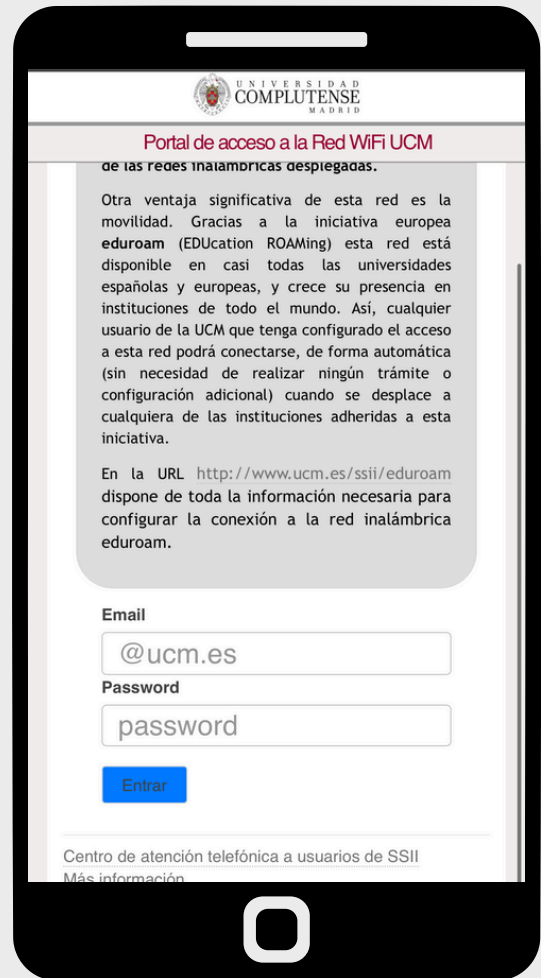 UNIVERSIDAD
COMPLUTENSE
MADRID
Portal de acceso a la Red WiFi UCM
de las redes inalámbricas desplegadas.
Otra ventaja significativa de esta red es la
movilidad. Gracias a la iniciativa europea
eduroam (EDUcation ROAMing) esta red está
disponible en casi todas las universidades
españolas y europeas, y crece su presencia en
instituciones de todo el mundo. Así, cualquier
usuario de la UCM que tenga configurado el acceso
a esta red podrá conectarse, de forma automática
(sin necesidad de realizar ningún trámite o
configuración adicional) cuando se desplace a
cualquiera de las instituciones adheridas a esta
iniciativa.
En la URL http://www.ucm.es/ssii/eduroam
dispone de toda la información necesaria para
configurar la conexión a la red inalámbrica
eduroam.
Email
@ucm.es
Password
password
Entrar
Centro de atención telefónica a usuarios de SSII
Más información